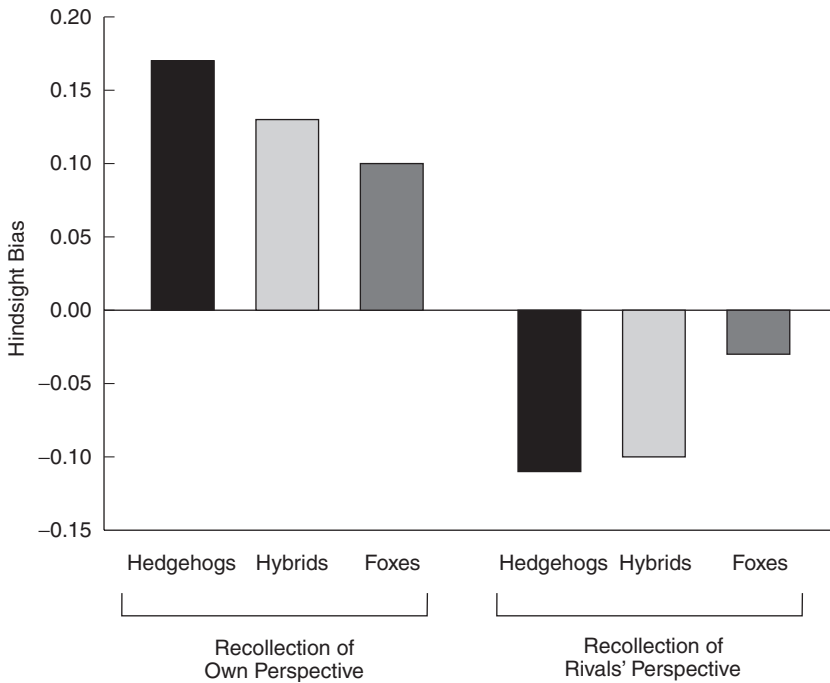 0.20
0.15
0.10
0.05
0.00
−0.05
−0.10
−0.15
Hindsight Bias
Hedgehogs Hybrids Foxes Hedgehogs Hybrids Foxes
Recollection of
Own Perspective
Recollection of
Rivals’ Perspective